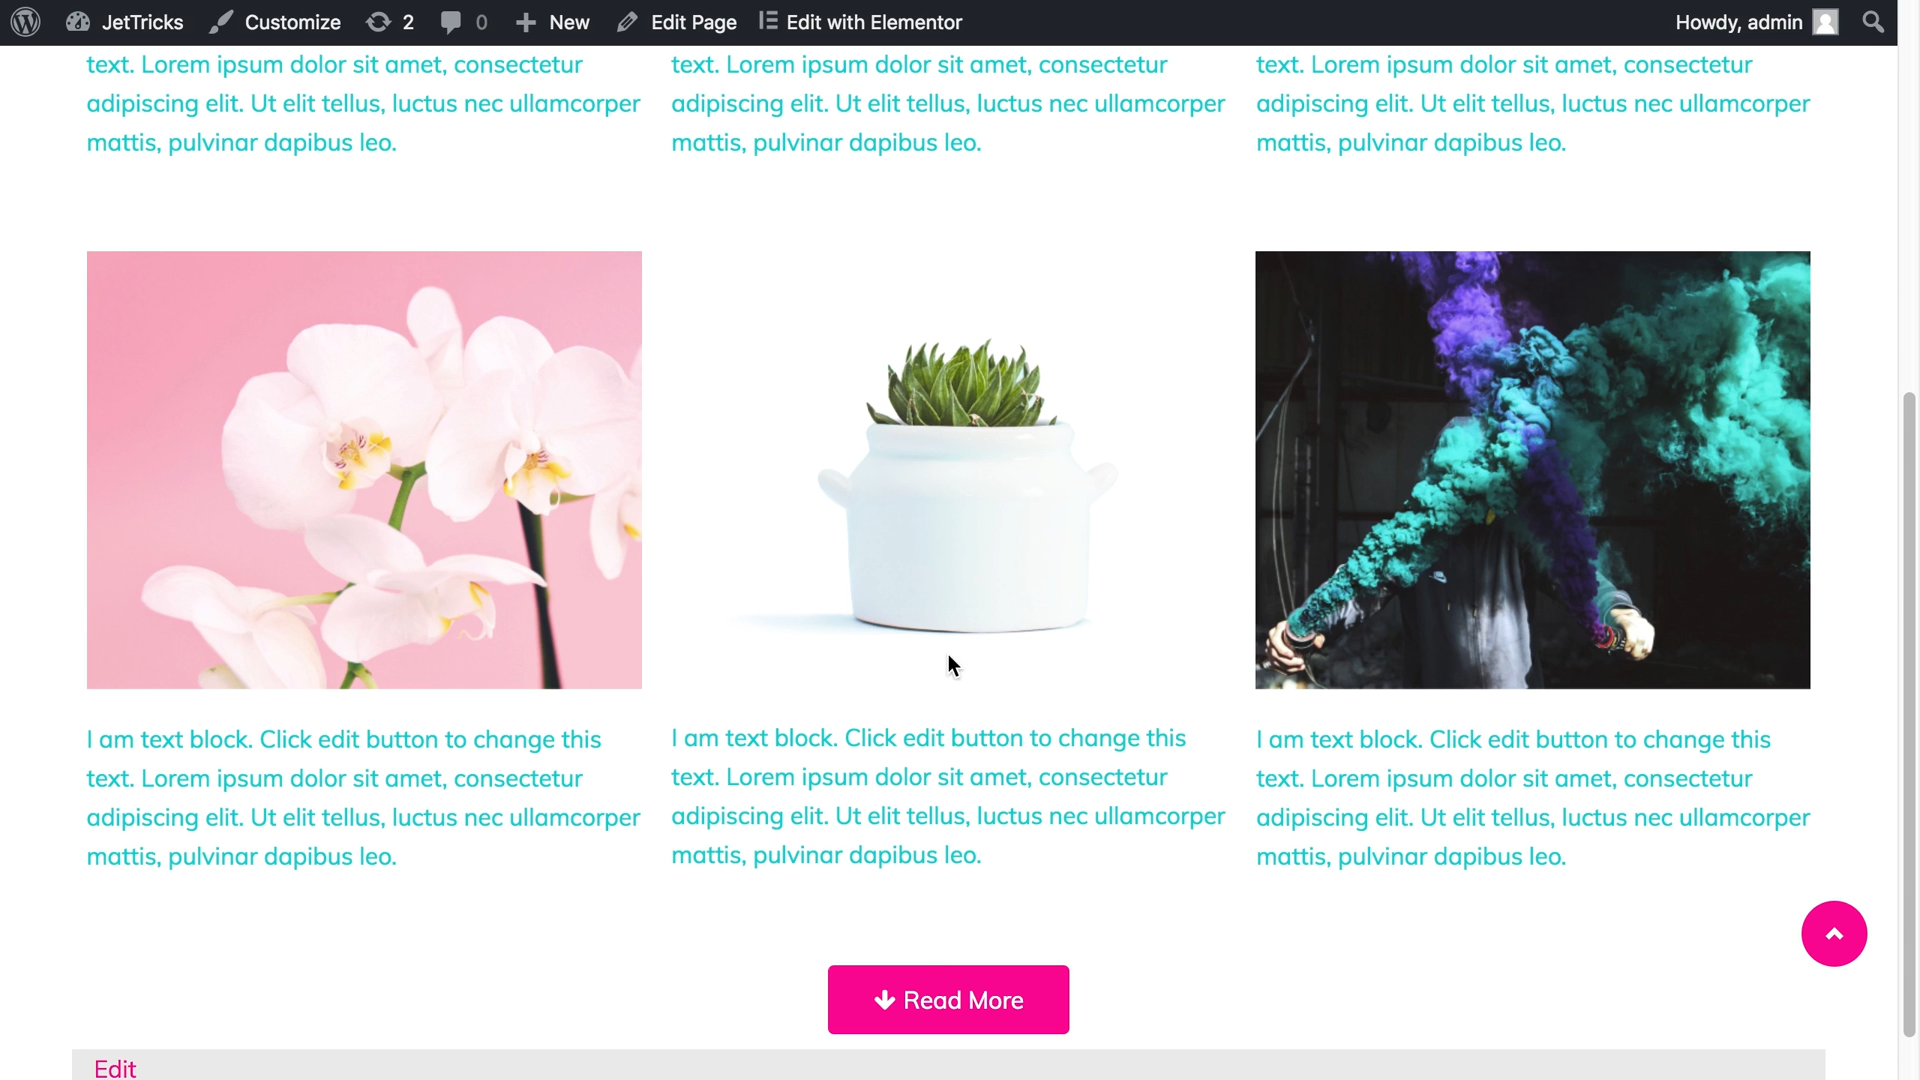 JetTricks Customize 2 0 New Edit Page Edit with Elementor Howdy, admin
text. Lorem ipsum dolor sit amet, consectetur
adipiscing elit. Ut elit tellus, luctus nec ullamcorper
mattis, pulvinar dapibus leo.
text. Lorem ipsum dolor sit amet, consectetur
adipiscing elit. Ut elit tellus, luctus nec ullamcorper
mattis, pulvinar dapibus leo.
text. Lorem ipsum dolor sit amet, consectetur
adipiscing elit. Ut elit tellus, luctus nec ullamcorper
mattis, pulvinar dapibus leo.
I am text block. Click edit button to change this
text. Lorem ipsum dolor sit amet, consectetur
adipiscing elit. Ut elit tellus, luctus nec ullamcorper
mattis, pulvinar dapibus leo.
I am text block. Click edit button to change this
text. Lorem ipsum dolor sit amet, consectetur
adipiscing elit. Ut elit tellus, luctus nec ullamcorper
mattis, pulvinar dapibus leo.
I am text block. Click edit button to change this
text. Lorem ipsum dolor sit amet, consectetur
adipiscing elit. Ut elit tellus, luctus nec ullamcorper
mattis, pulvinar dapibus leo.
Read More
Edit